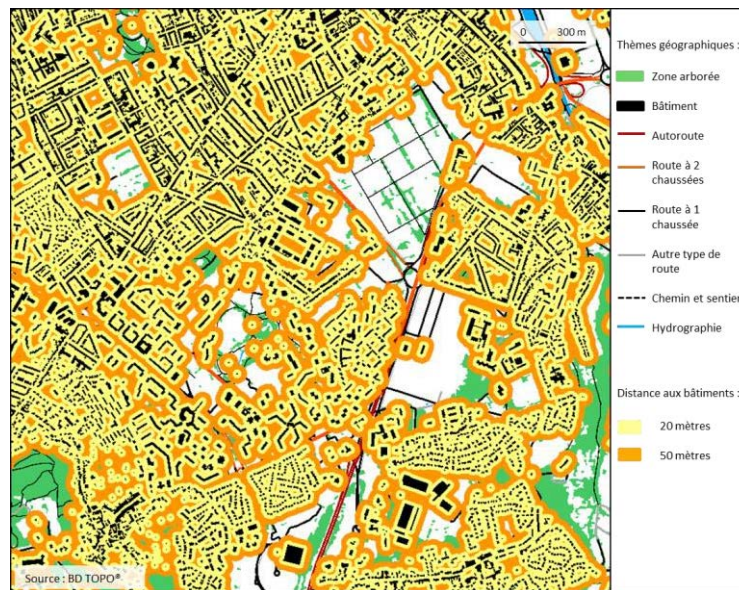 0 300 m
Thèmes géographiques :
Zone arborée
Bâtiment
Autoroute
Route à 2
chaussées
Route à 1
chaussée
Autre type de
route
Chemin et sentier
Hydrographie
Distance aux bâtiments :
20 mètres
50 mètres
Source : BD TOPO®